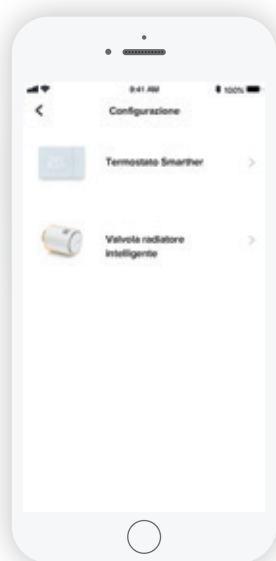 9:41 AM 100%
Configurazione
Termostato Smarther
Valvola radiatore
intelligente